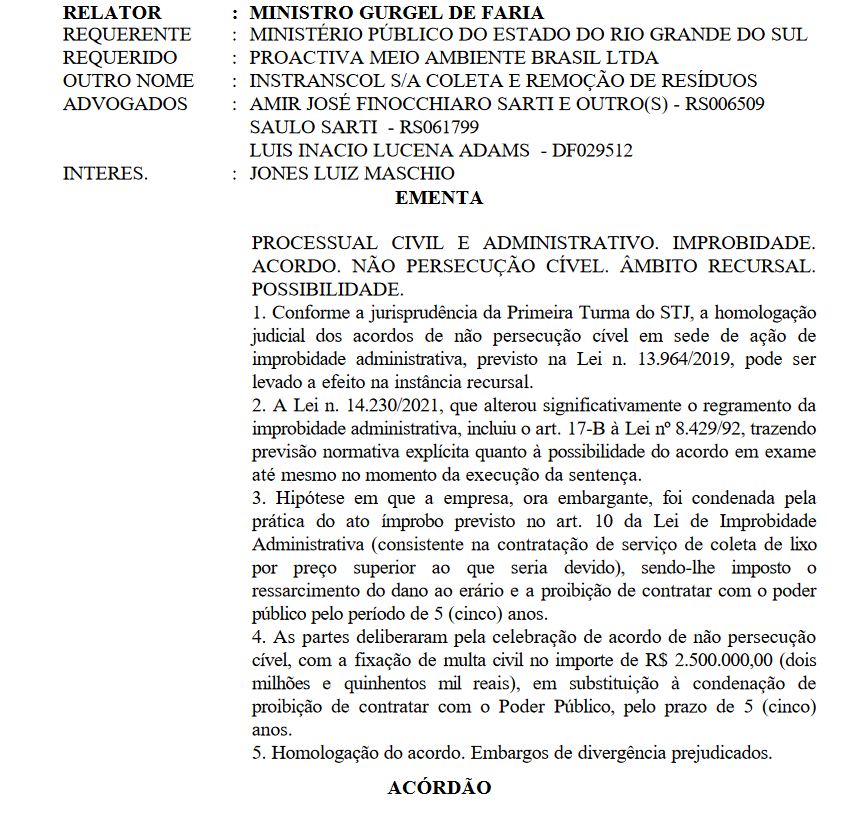 RELATOR : MINISTRO GURGEL DE FARIA
REQUERENTE : MINISTÉRIO PÚBLICO DO ESTADO DO RIO GRANDE DO SUL
REQUERIDO : PROACTIVA MEIO AMBIENTE BRASIL LTDA
OUTRO NOME : INSTRANSCOL S/A COLETA E REMOÇÃO DE RESÍDUOS
ADVOGADOS : AMIR JOSÉ FINOCCHIARO SARTI E OUTRO(S) - RS006509
SAULO SARTI - RS061799
LUIS INACIO LUCENA ADAMS - DF029512
INTERES. : JONES LUIZ MASCHIO
EMENTA
PROCESSUAL CIVIL E ADMINISTRATIVO. IMPROBIDADE.
ACORDO. NÃO PERSECUÇÃO CÍVEL. ÂMBITO RECURSAL.
POSSIBILIDADE.
1. Conforme a jurisprudência da Primeira Turma do STJ, a homologação
judicial dos acordos de não persecução cível em sede de ação de
improbidade administrativa, previsto na Lei n. 13.964/2019, pode ser
levado a efeito na instância recursal.
2. A Lei n. 14.230/2021, que alterou significativamente o regramento da
improbidade administrativa, incluiu o art. 17-B à Lei nº 8.429/92, trazendo
previsão normativa explícita quanto à possibilidade do acordo em exame
até mesmo no momento da execução da sentença.
3. Hipótese em que a empresa, ora embargante, foi condenada pela
prática do ato ímprobo previsto no art. 10 da Lei de Improbidade
Administrativa (consistente na contratação de serviço de coleta de lixo
por preço superior ao que seria devido), sendo-lhe imposto o
ressarcimento do dano ao erário e a proibição de contratar com o poder
público pelo período de 5 (cinco) anos.
4. As partes deliberaram pela celebração de acordo de não persecução
cível, com a fixação de multa civil no importe de R$ 2.500.000,00 (dois
milhões e quinhentos mil reais), em substituição à condenação de
proibição de contratar com o Poder Público, pelo prazo de 5 (cinco)
anos.
5. Homologação do acordo. Embargos de divergência prejudicados.
ACÓRDÃO